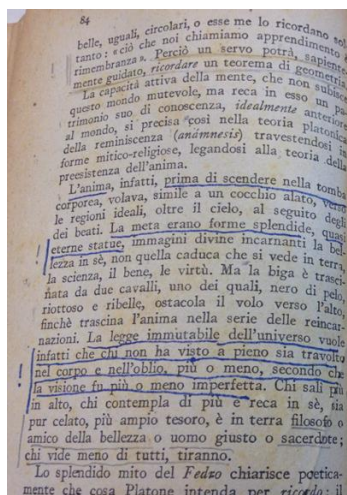 84
belle, uguali, circolari, o esse me lo ricordano sol
tanto: «ciò che noi chiamiamo apprendimento è
rimembranza». Perciò un servo potrà, sapiente-
mente guidato, ricordare un teorema di geometria.
La capacità attiva della mente, che non subisce
questo mondo mutevole, ma reca in esso un pa-
trimonio suo di conoscenza, idealmente anteriore
al mondo, si precisa così nella teoria platonica
della reminiscenza (anámnesis) travestendosi in
forme mitico-religiose, legandosi alla teoria della
preesistenza dell'anima.
L'anima, infatti, prima di scendere nella tomba
corporea, volava, simile a un cocchio alato, verso
le regioni ideali, oltre il cielo, al seguito degli
dei beati. La meta erano forme splendide, quasi
eterne statue, immagini divine incarnanti la bel-
lezza in sè, non quella caduca che si vede in terra,
la scienza, il bene, le virtù. Ma la biga è trasci-
nata da due cavalli, uno dei quali, nero di pelo,
riottoso e ribelle, ostacola il volo verso l'alto,
finchè trascina l'anima nella serie delle reincar-
nazioni. La legge immutabile dell'universo vuole
infatti che chi non ha visto a pieno sia travolto
nel corpo e nell'oblio, più o meno, secondo che
la visione fu più o meno imperfetta. Chi salì più
in alto, chi contempla di più e reca in sè, sia
pur celato, più ampio tesoro, è in terra filosofo o
amico della bellezza o uomo giusto o sacerdote;
chi vide meno di tutti, tiranno.
Lo splendido mito del Fedro chiarisce poetica-
mente che cosa Platone intenda per ricordo: il